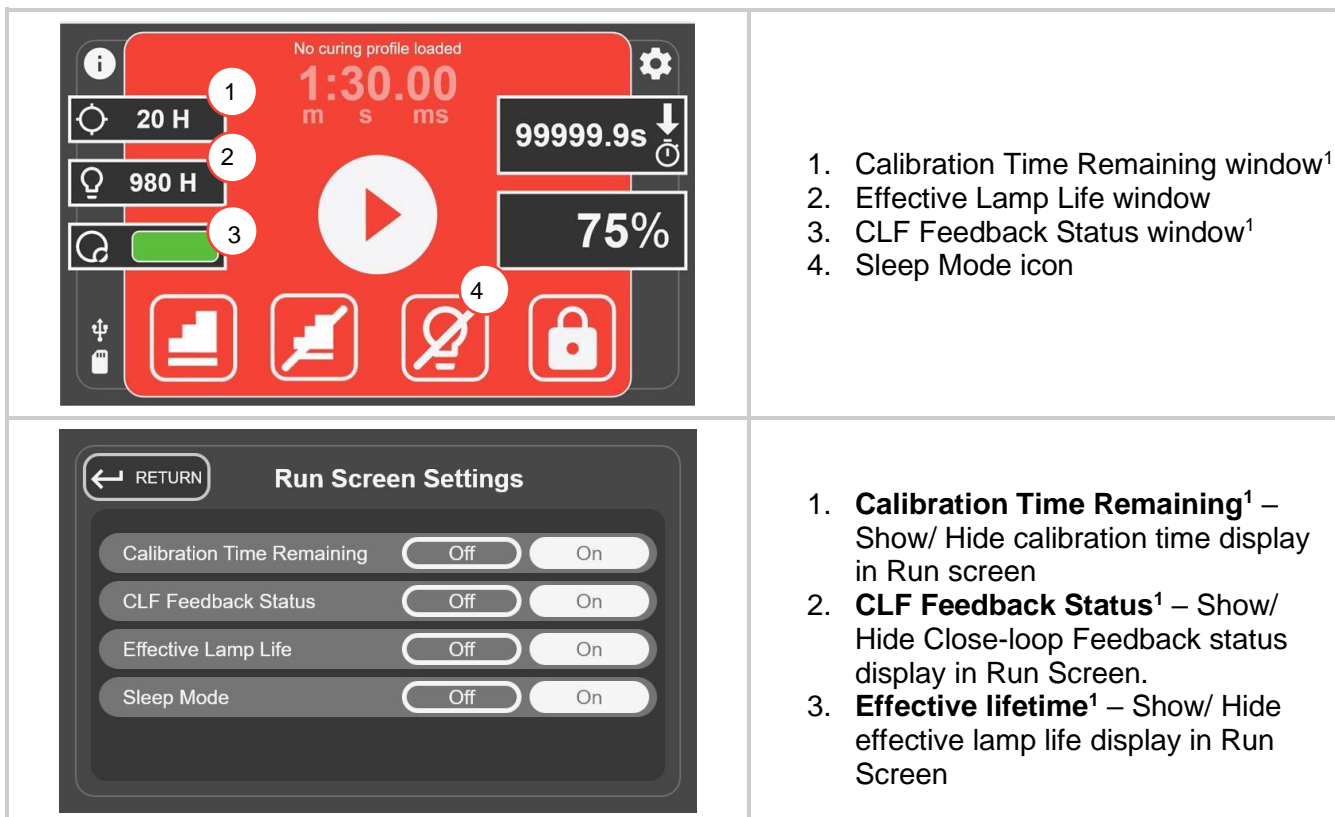 No curing profile loaded
1:30.00
m s ms
1
20 H
2
980 H
3
99999.9s
75%
4
1. Calibration Time Remaining window¹
2. Effective Lamp Life window
3. CLF Feedback Status window¹
4. Sleep Mode icon
RETURN
Run Screen Settings
Calibration Time Remaining Off On
CLF Feedback Status Off On
Effective Lamp Life Off On
Sleep Mode Off On
1. Calibration Time Remaining¹ –
Show/ Hide calibration time display
in Run screen
2. CLF Feedback Status¹ – Show/
Hide Close-loop Feedback status
display in Run Screen.
3. Effective lifetime¹ – Show/ Hide
effective lamp life display in Run
Screen